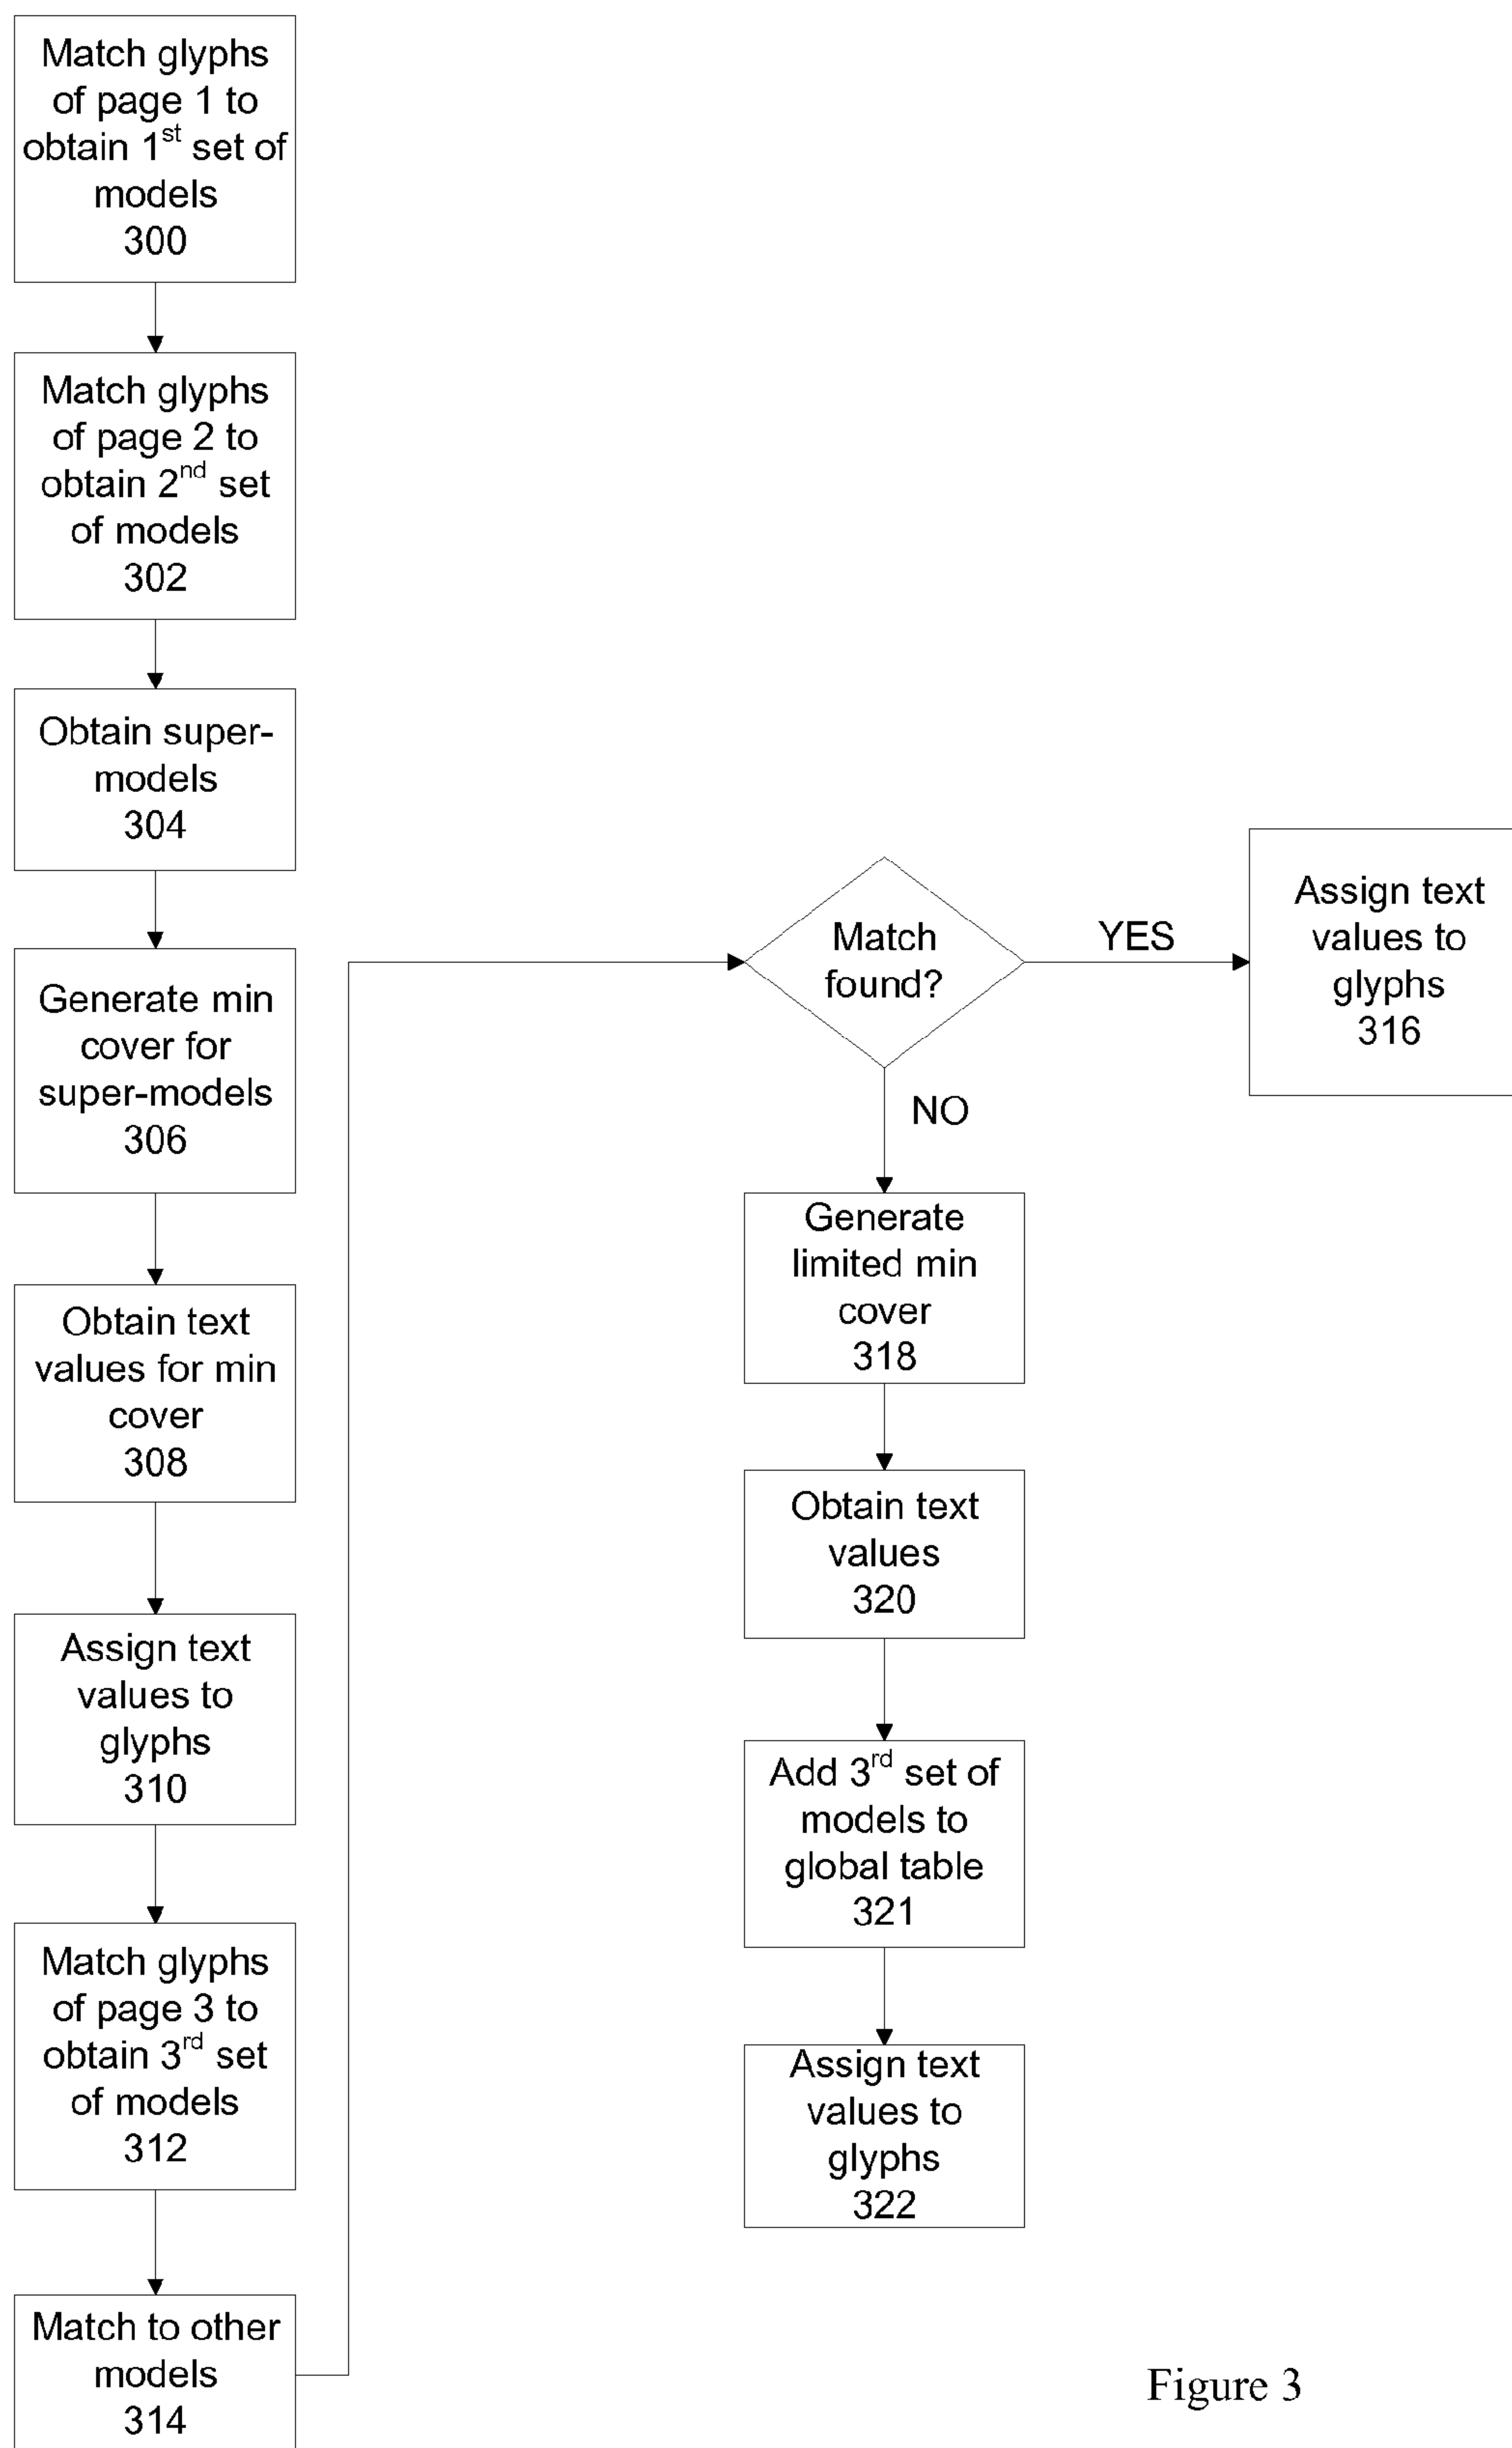 Match glyphs
of page 1 to
obtain 1st set of
models
300
Match glyphs
of page 2 to
obtain 2nd set
of models
302
Obtain super-
models
304
Generate min
cover for
super-models
306
Obtain text
values for min
cover
308
Assign text
values to
glyphs
310
Match glyphs
of page 3 to
obtain 3rd set
of models
312
Match to other
models
314
Match
found?
YES
Assign text
values to
glyphs
316
NO
Generate
limited min
cover
318
Obtain text
values
320
Add 3rd set of
models to
global table
321
Assign text
values to
glyphs
322
Figure 3